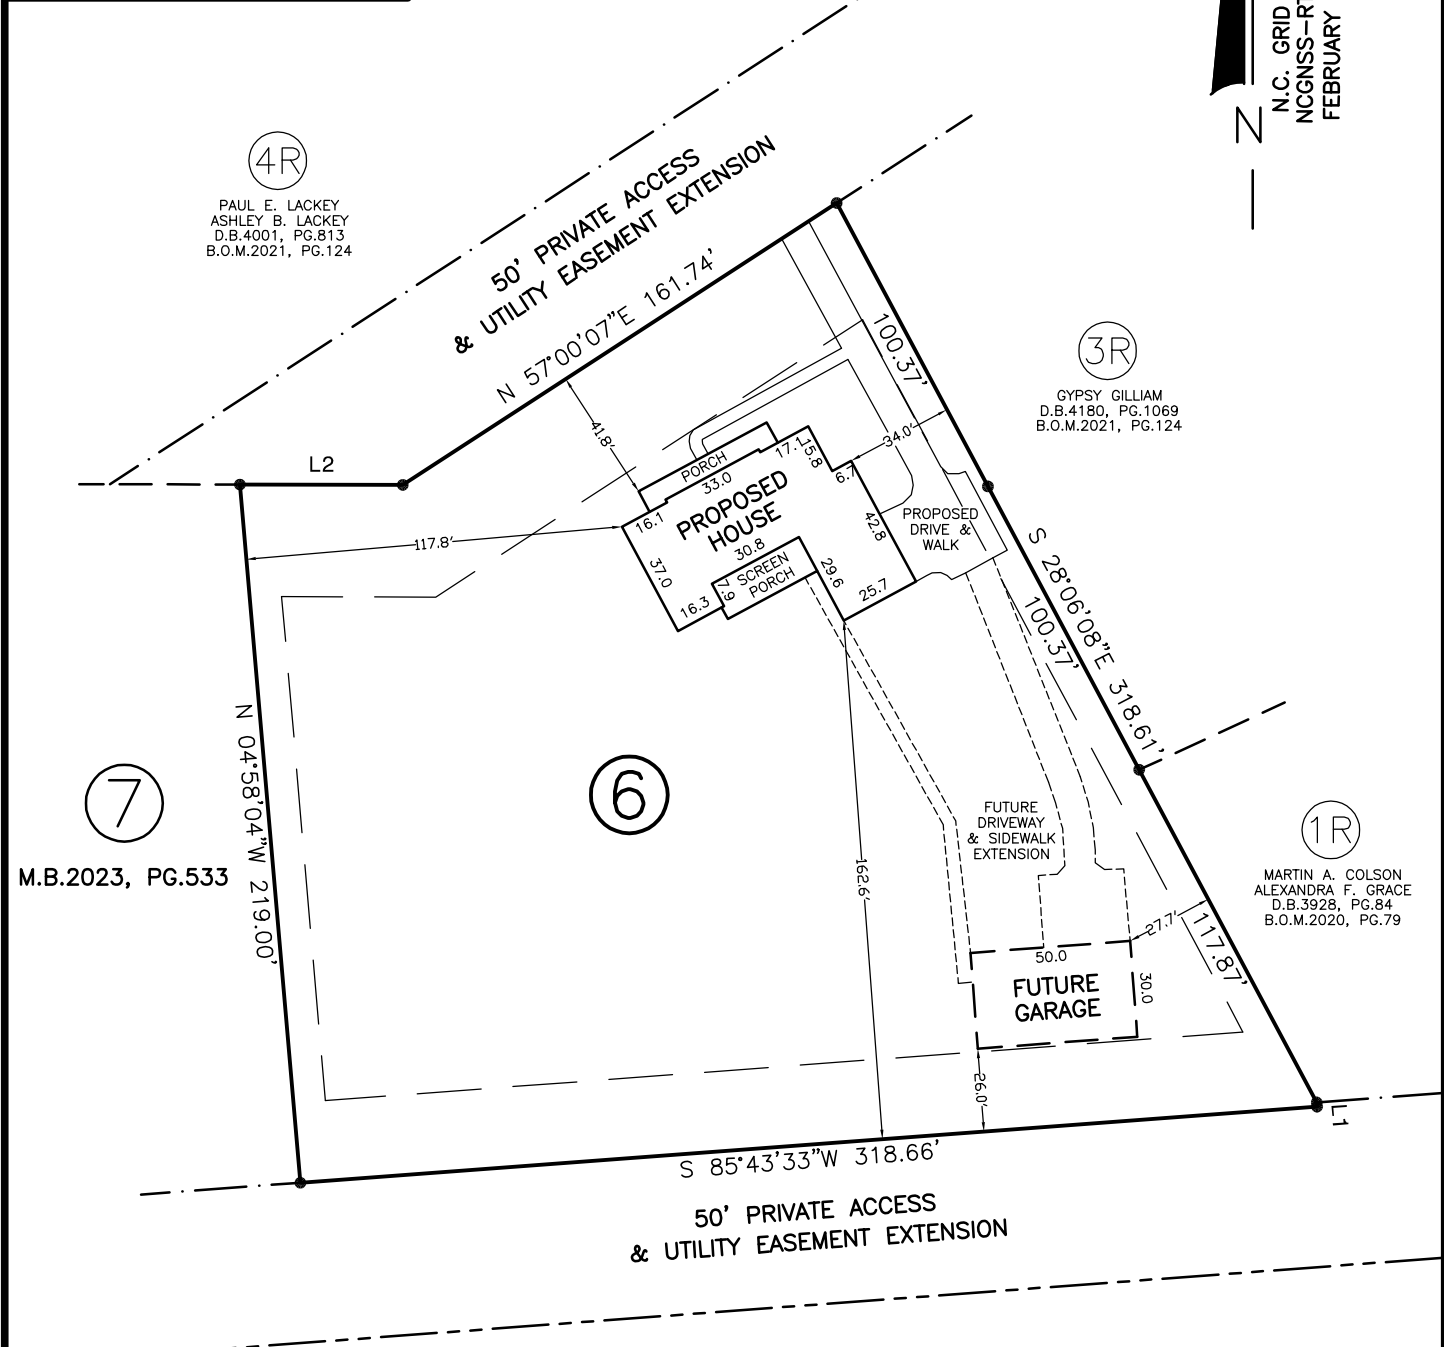 N.C. GRID
NCGNSS-RT
FEBRUARY
N
4R
PAUL E. LACKEY
ASHLEY B. LACKEY
D.B.4001, PG.813
B.O.M.2021, PG.124
50' PRIVATE ACCESS
& UTILITY EASEMENT EXTENSION
N 57°00'07"E 161.74'
100.37'
3R
GYPSY GILLIAM
D.B.4180, PG.1069
B.O.M.2021, PG.124
L2
41.8'
34.0'
117.8'
PORCH
33.0
17.1
15.8
6.7
16.1
PROPOSED
HOUSE
42.8
37.0
30.8
SCREEN
PORCH
7.9
29.6
16.3
25.7
PROPOSED
DRIVE &
WALK
S 28°06'08"E 318.61'
100.37'
N 04°58'04"W 219.00'
7
M.B.2023, PG.533
6
162.6'
FUTURE
DRIVEWAY
& SIDEWALK
EXTENSION
1R
MARTIN A. COLSON
ALEXANDRA F. GRACE
D.B.3928, PG.84
B.O.M.2020, PG.79
27.7'
117.87'
50.0
30.0
FUTURE
GARAGE
26.0'
L1
S 85°43'33"W 318.66'
50' PRIVATE ACCESS
& UTILITY EASEMENT EXTENSION